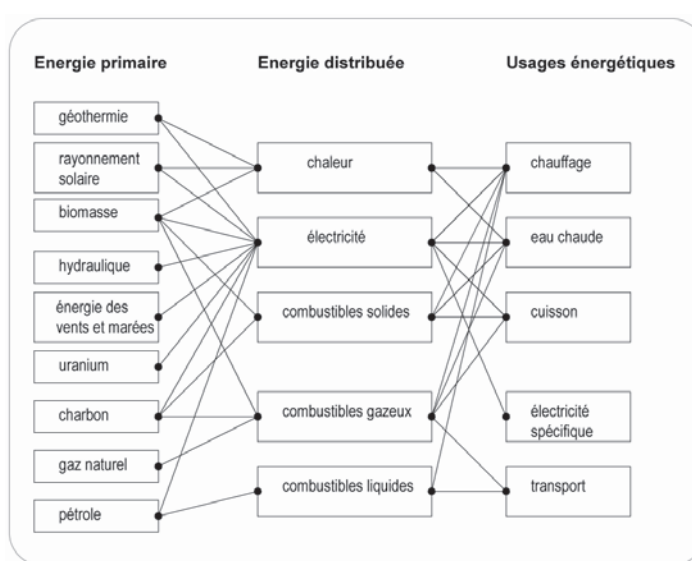 Energie primaire
Energie distribuée
Usages énergétiques
géothermie
rayonnement
solaire
biomasse
hydraulique
énergie des
vents et marées
uranium
charbon
gaz naturel
pétrole
chaleur
électricité
combustibles solides
combustibles gazeux
combustibles liquides
chauffage
eau chaude
cuisson
électricité
spécifique
transport